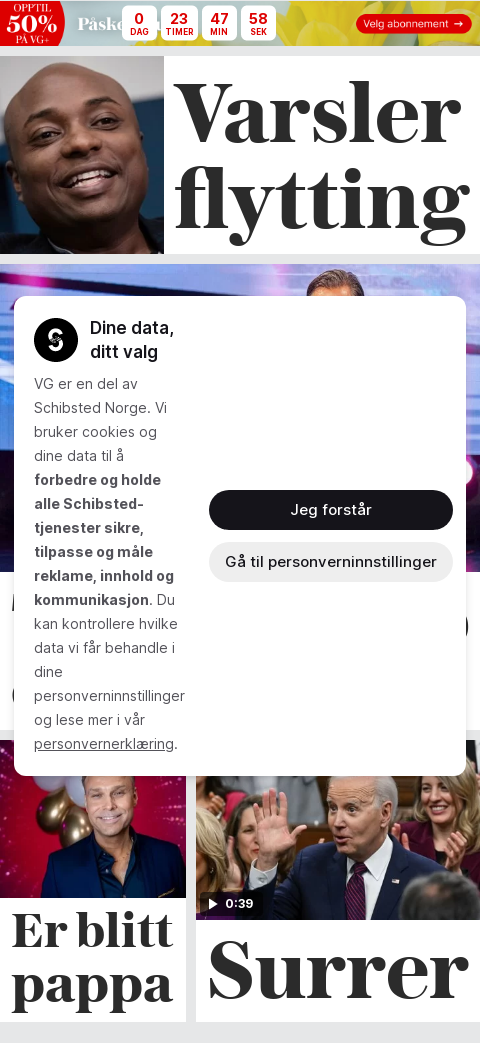 OPPTIL
50%
PÅ VG+
0
DAG
23
TIMER
47
MIN
58
SEK
Velg abonnement →
Varsler
flytting
Dine data,
ditt valg
VG er en del av
Schibsted Norge. Vi
bruker cookies og
dine data til å
forbedre og holde
alle Schibsted-
tjenester sikre,
tilpasse og måle
reklame, innhold og
kommunikasjon. Du
kan kontrollere hvilke
data vi får behandle i
dine
personverninnstillinger
og lese mer i vår
personvernerklæring.
Jeg forstår
Gå til personverninnstillinger
Er blitt
pappa
0:39
Surrer